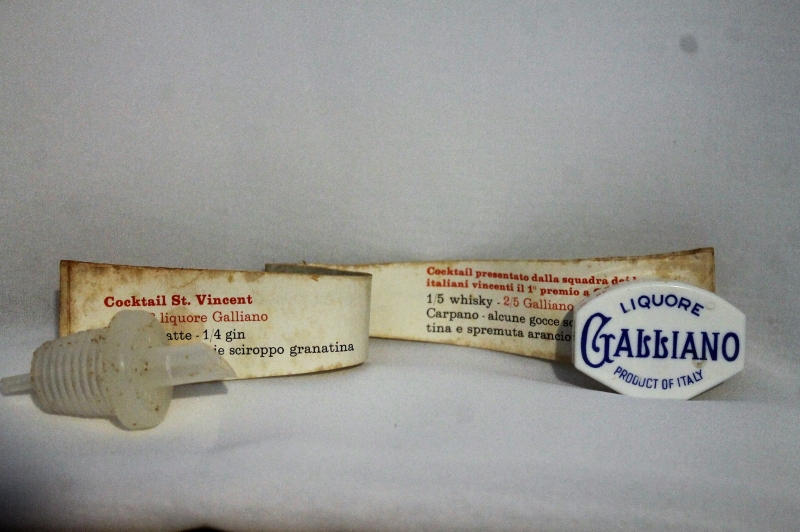 Cocktail St. Vincent
liquore Galliano
atte - 1/4 gin
ie sciroppo granatina
Cocktail presentato dalla squadra
italiani vincenti il 1° premio a
1/5 whisky - 2/5 Galliano
Carpano - alcune gocce
tina e spremuta arancio
LIQUORE
GALLIANO
PRODUCT OF ITALY